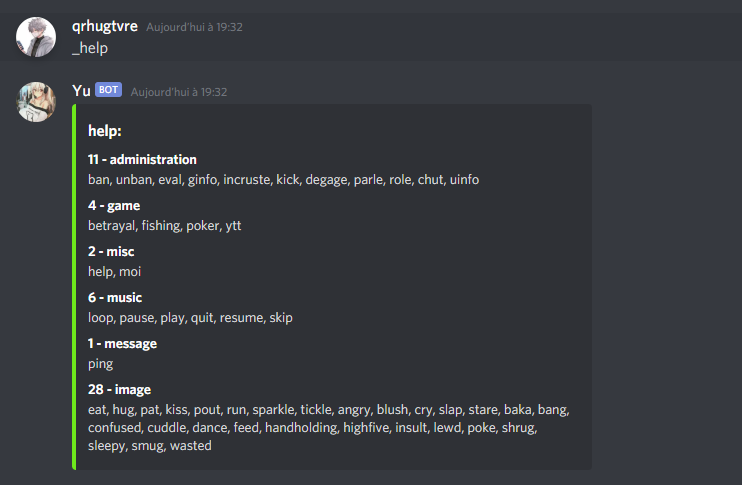 qrhugtvre Aujourd'hui à 19:32
_help
Yu BOT Aujourd'hui à 19:32
help:
11 - administration
ban, unban, eval, ginfo, incruste, kick, degage, parle, role, chut, uinfo
4 - game
betrayal, fishing, poker, ytt
2 - misc
help, moi
6 - music
loop, pause, play, quit, resume, skip
1 - message
ping
28 - image
eat, hug, pat, kiss, pout, run, sparkle, tickle, angry, blush, cry, slap, stare, baka, bang,
confused, cuddle, dance, feed, handholding, highfive, insult, lewd, poke, shrug,
sleepy, smug, wasted